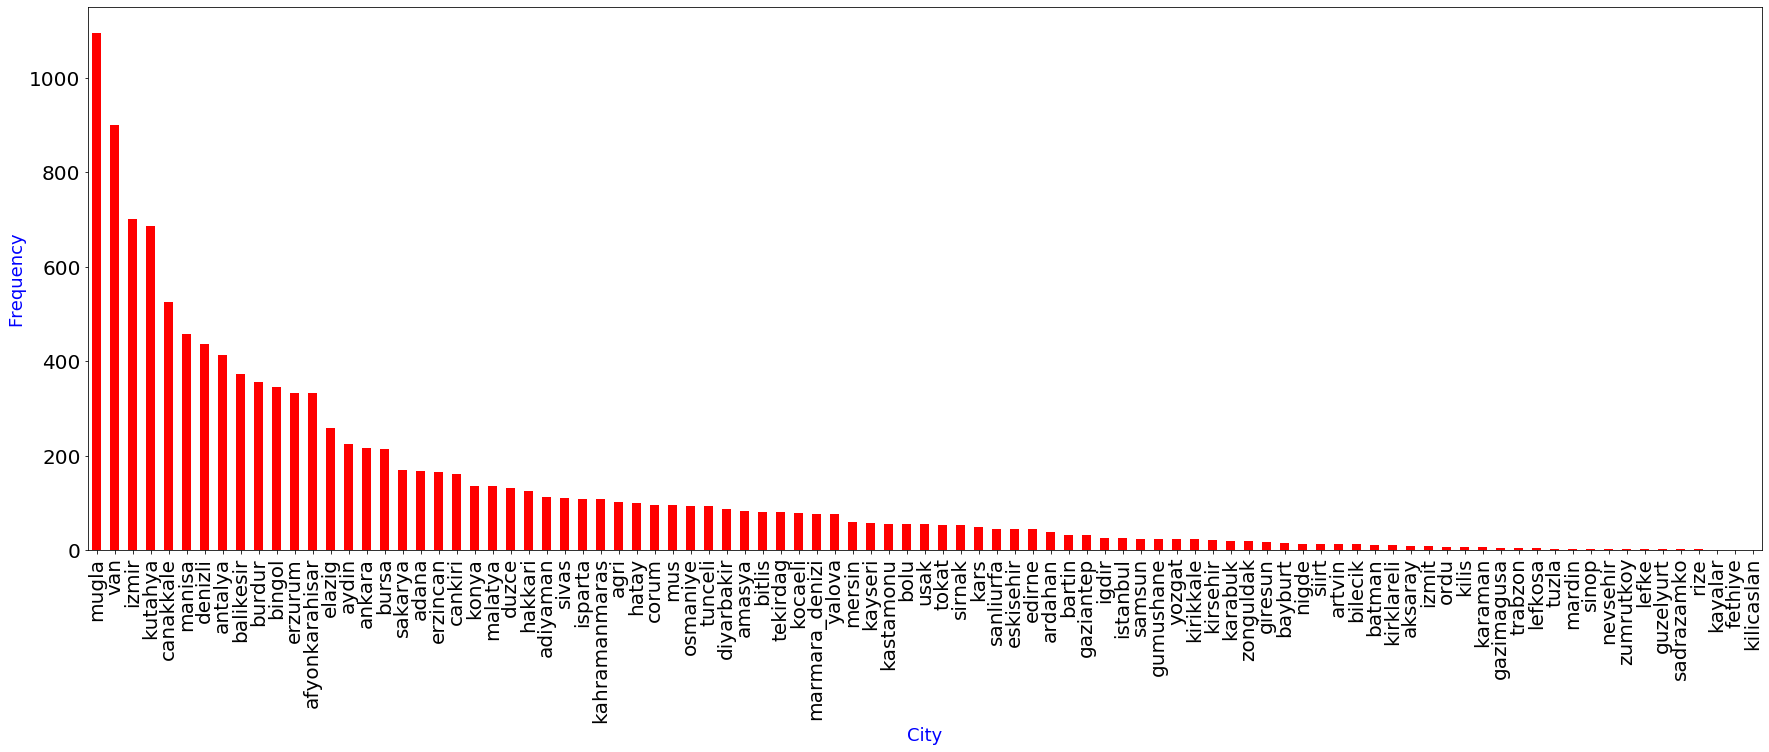 Frequency
1000
800
600
400
200
0
mugla
van
izmir
kutahya
canakkale
manisa
denizli
antalya
balikesir
burdur
bingol
erzurum
afyonkarahisar
elazig
aydin
ankara
bursa
sakarya
adana
erzincan
cankiri
konya
malatya
duzce
hakkari
adiyaman
sivas
isparta
kahramanmaras
agri
hatay
corum
mus
osmaniye
tunceli
diyarbakir
amasya
bitlis
tekirdag
kocaeli
marmara_denizi
yalova
mersin
kayseri
kastamonu
bolu
usak
tokat
sirnak
kars
sanliurfa
eskisehir
edirne
ardahan
bartin
gaziantep
igdir
istanbul
samsun
gumushane
yozgat
kirikkale
kirsehir
karabuk
zonguldak
giresun
bayburt
nigde
siirt
artvin
bilecik
batman
kirklareli
aksaray
izmit
ordu
kilis
karaman
gazimagusa
trabzon
lefkosa
tuzla
mardin
sinop
nevsehir
zumrutkoy
lefke
guzelyurt
sadrazamko
rize
kayalar
fethiye
kilicaslan
City